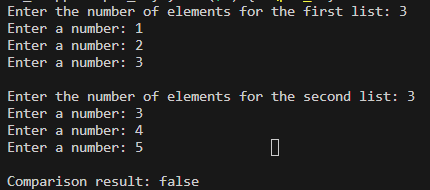 Enter the number of elements for the first list: 3
Enter a number: 1
Enter a number: 2
Enter a number: 3
Enter the number of elements for the second list: 3
Enter a number: 3
Enter a number: 4
Enter a number: 5
Comparison result: false